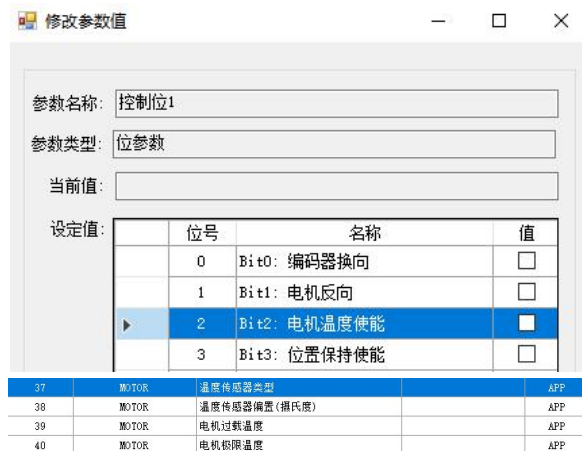 修改参数值
参数名称: 控制位1
参数类型: 位参数
当前值:
设定值:
位号 名称 值
0 Bit0: 编码器换向
1 Bit1: 电机反向
2 Bit2: 电机温度使能
3 Bit3: 位置保持使能
37 MOTOR 温度传感器类型 APP
38 MOTOR 温度传感器偏置(摄氏度) APP
39 MOTOR 电机过载温度 APP
40 MOTOR 电机极限温度 APP